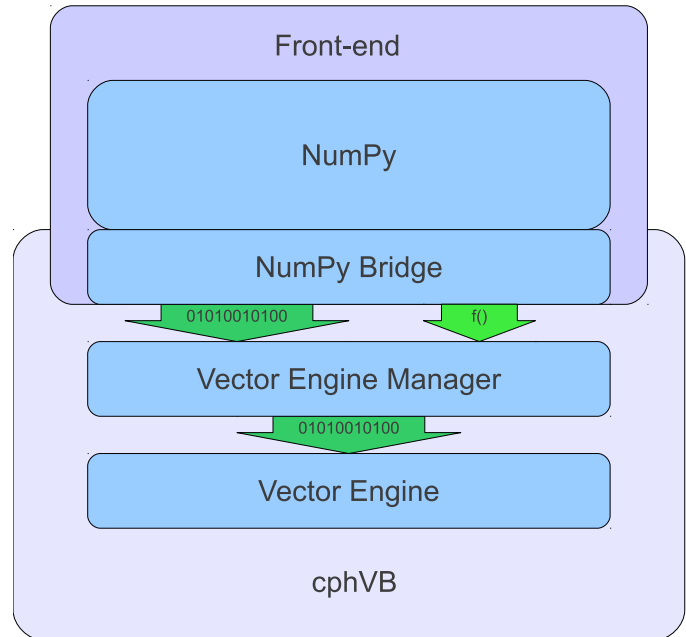 Front-end
NumPy
NumPy Bridge
01010010100 f()
Vector Engine Manager
01010010100
Vector Engine
cphVB